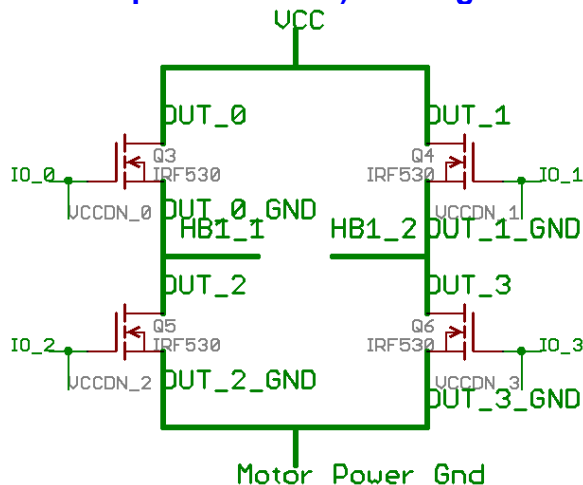 VCC
OUT_0 OUT_1
Q3 Q4
IO_0 IRF530 IRF530 IO_1
VCCDN_0 OUT_0_GND VCCDN_1 OUT_1_GND
HB1_1 HB1_2
OUT_2 OUT_3
Q5 Q6
IO_2 IRF530 IRF530 IO_3
VCCDN_2 OUT_2_GND VCCDN_3
OUT_3_GND
Motor Power Gnd